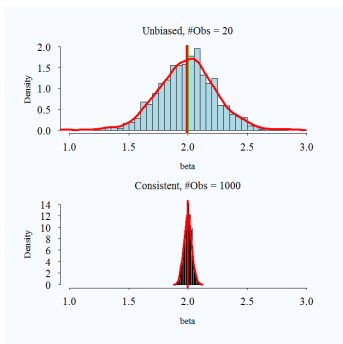 Unbiased, #Obs = 20
2.0
1.5
1.0
0.5
0.0
Density
1.0 1.5 2.0 2.5 3.0
beta
Consistent, #Obs = 1000
14
12
10
8
6
4
2
0
Density
1.0 1.5 2.0 2.5 3.0
beta